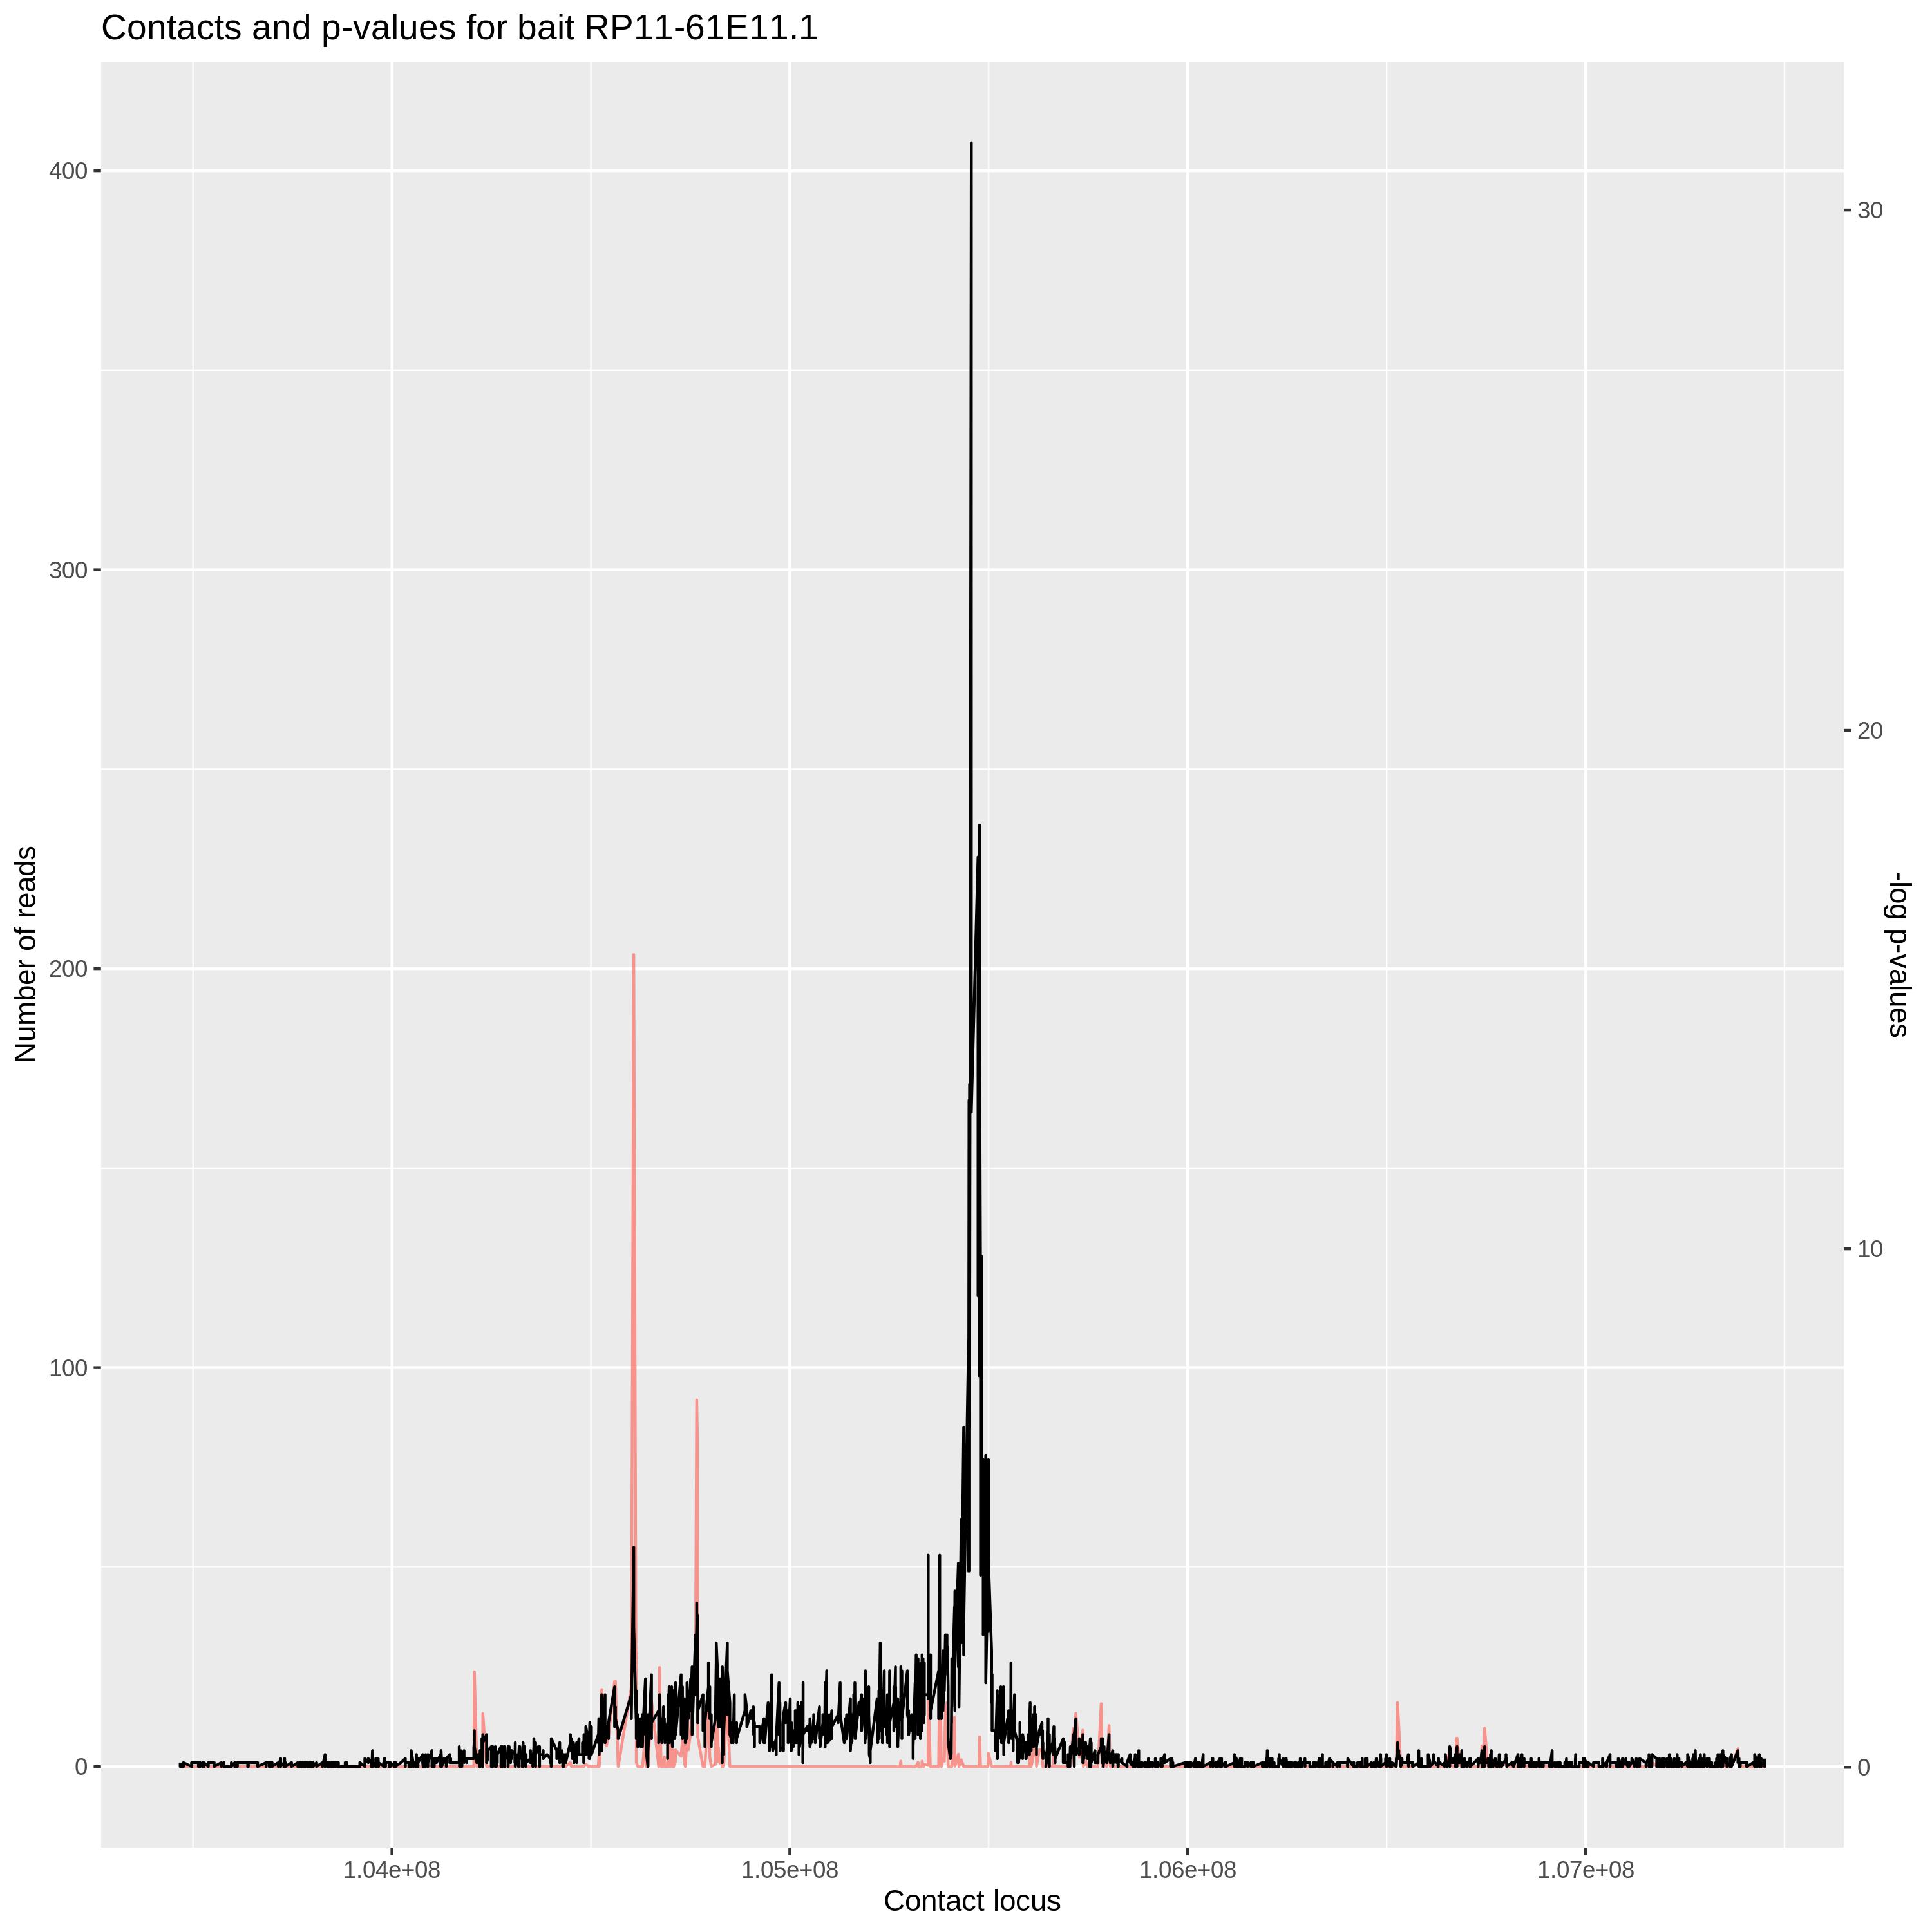 Contacts and p-values for bait RP11-61E11.1
400
300
200
100
0
Number of reads
30
20
10
0
-log p-values
1.04e+08
1.05e+08
1.06e+08
1.07e+08
Contact locus